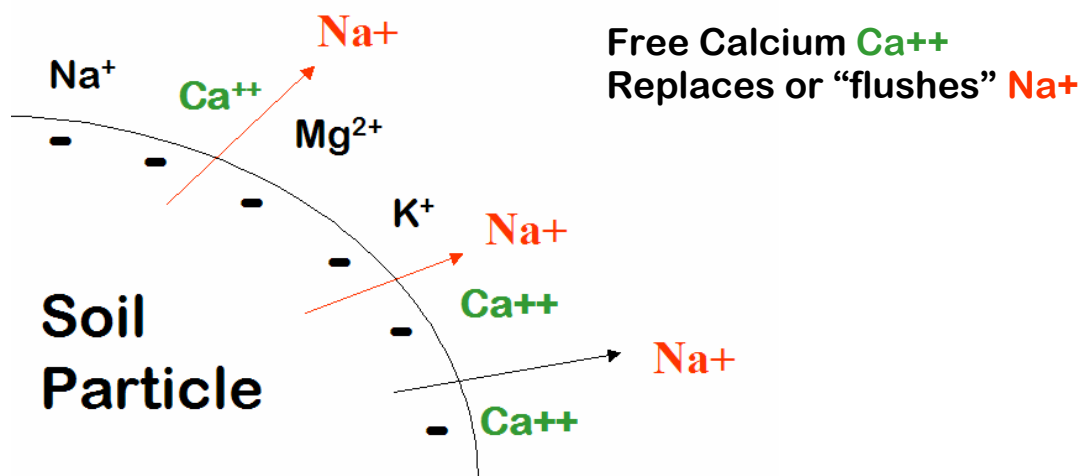 Na+
Free Calcium Ca++
Replaces or “flushes” Na+
Na⁺
Ca⁺⁺
Mg²⁺
K⁺
Na+
Ca++
Soil
Particle
Na+
Ca++
-
-
-
-
-
-